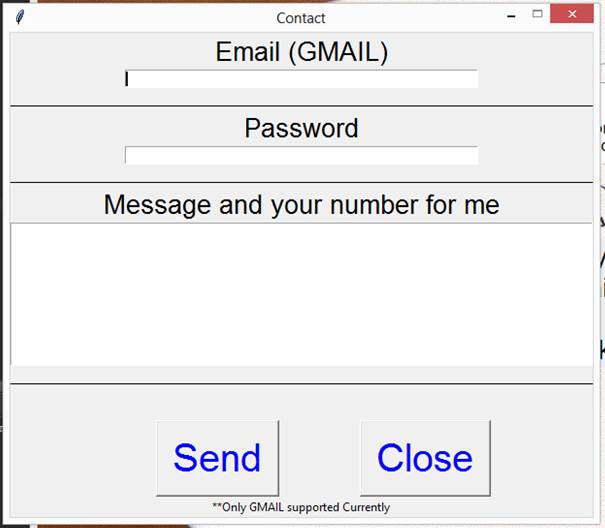 Contact
Email (GMAIL)
Password
Message and your number for me
Send Close
**Only GMAIL supported Currently